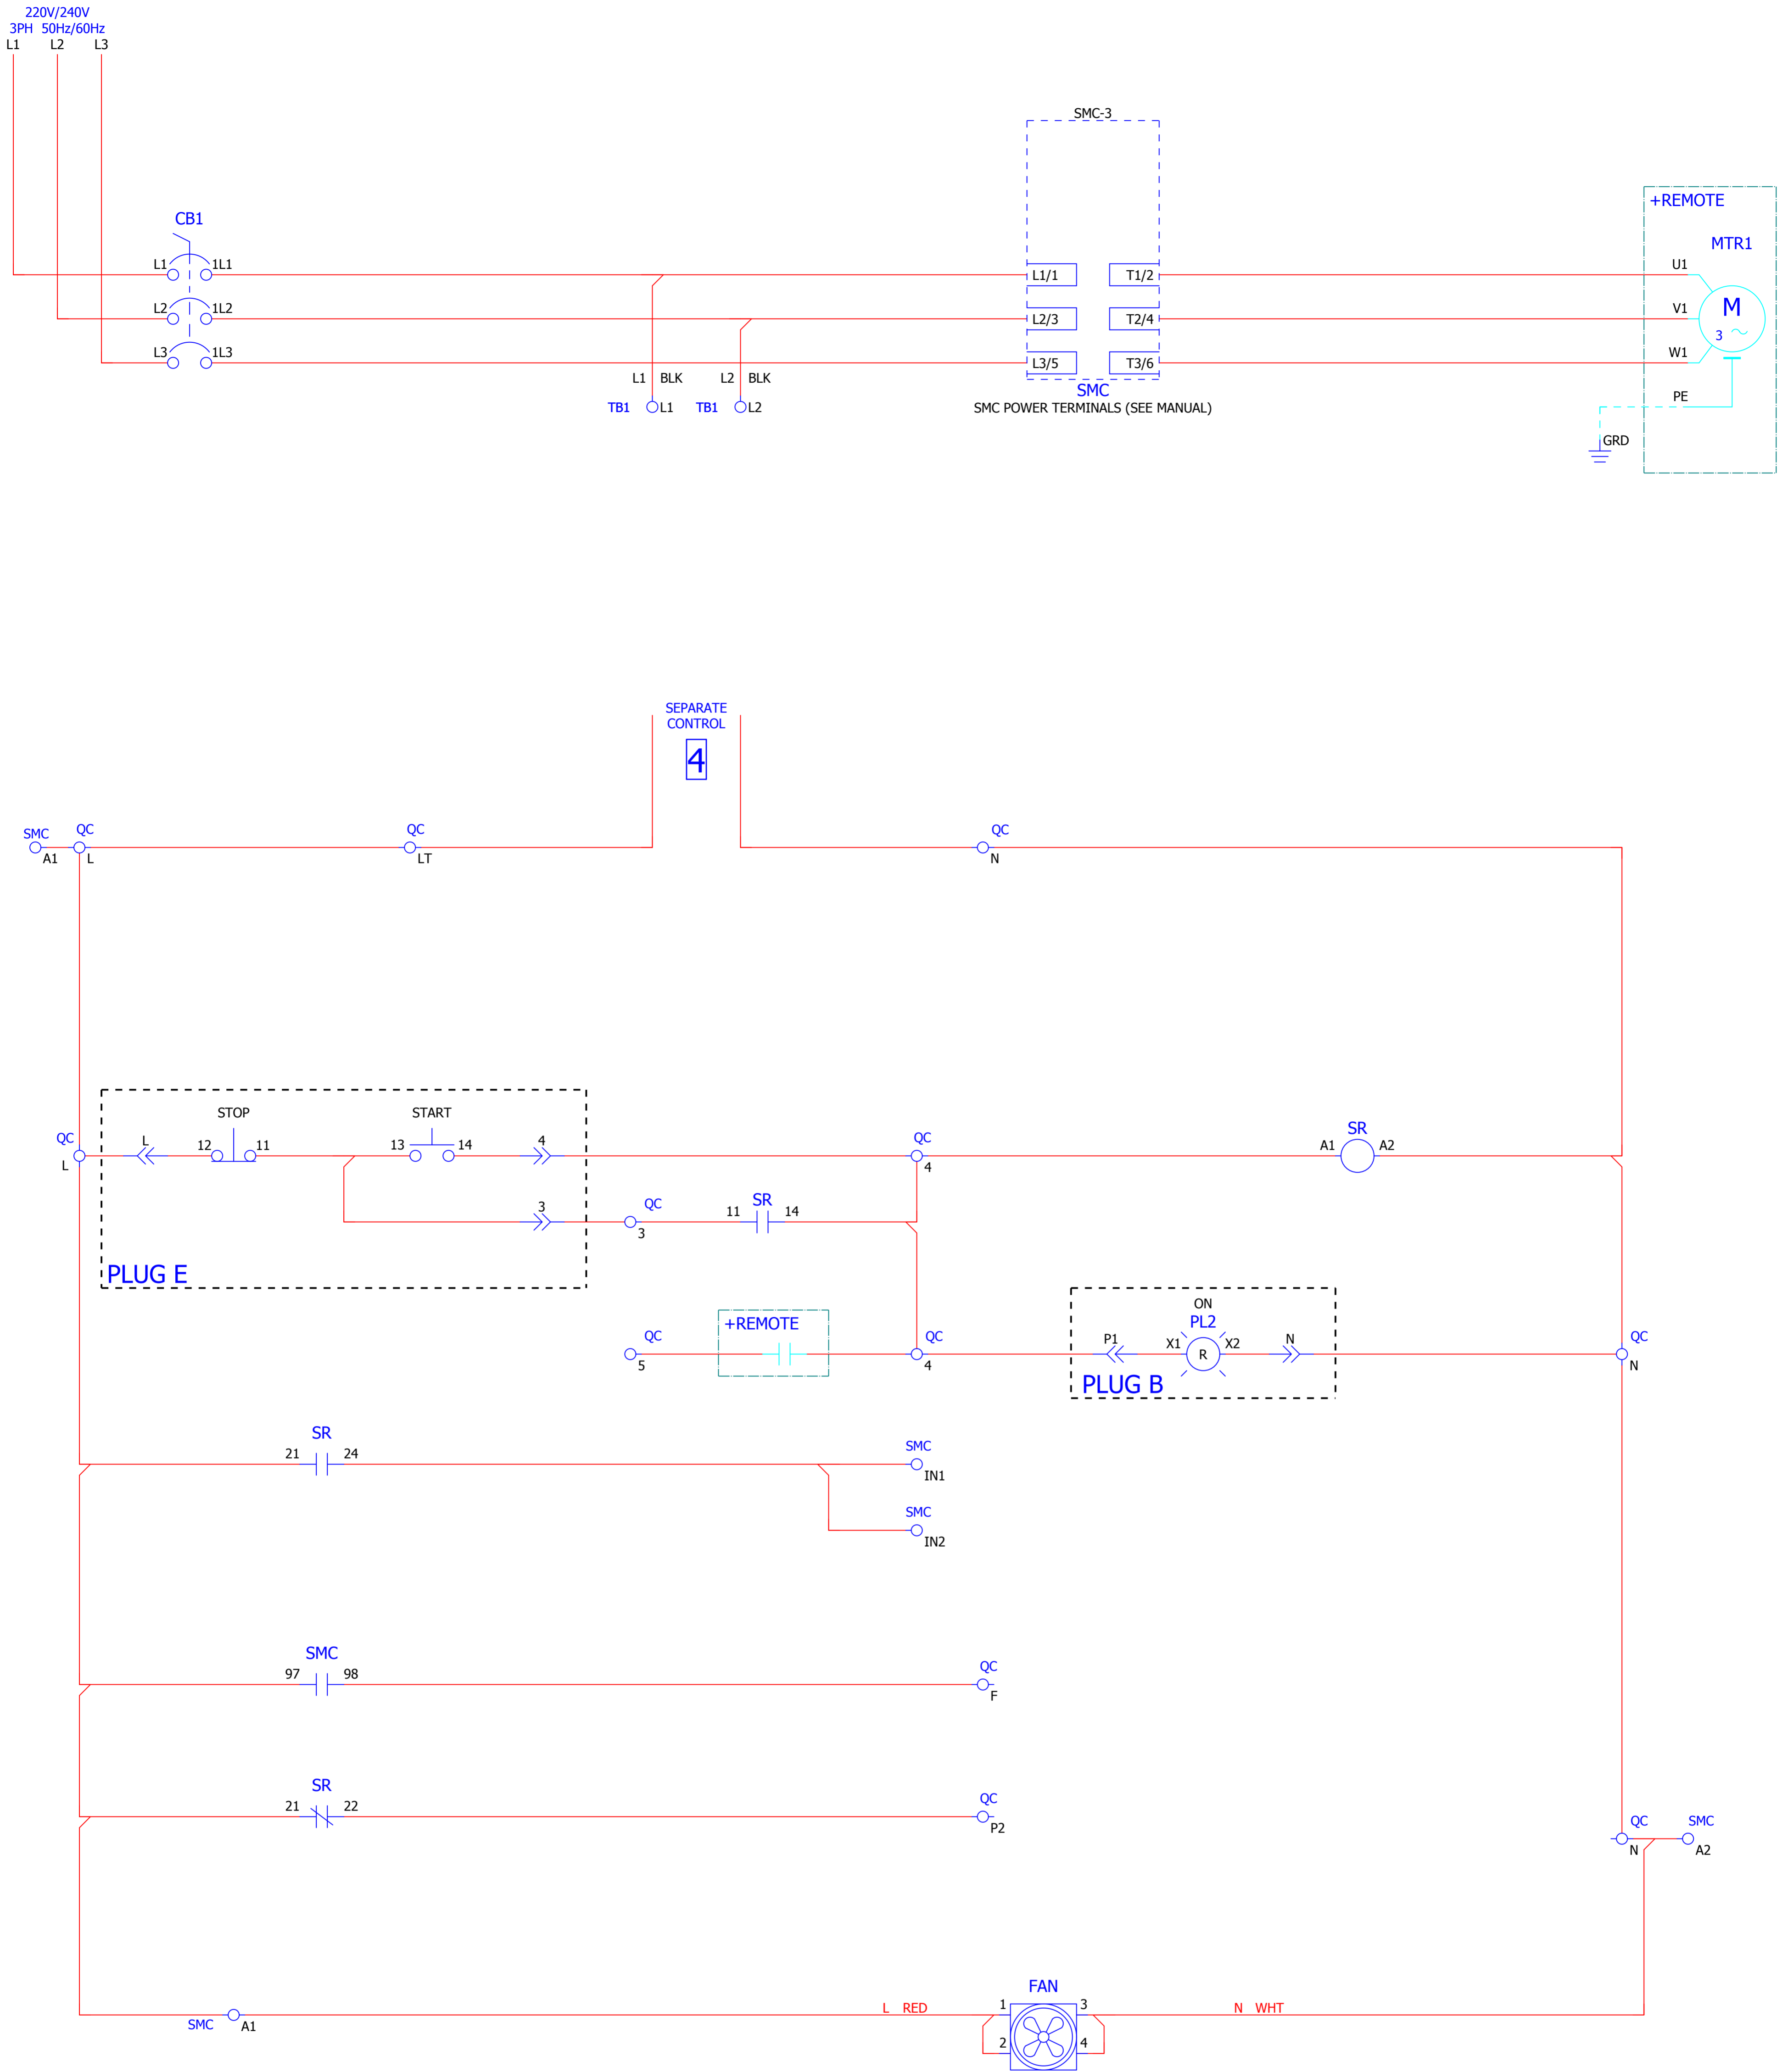 220V/240V
3PH 50Hz/60Hz
L1 L2 L3
SMC-3
+REMOTE
MTR1
CB1
L1 1L1 L1/1 T1/2 U1
L2 1L2 L2/3 T2/4 V1 M
3
L3 1L3 L3/5 T3/6 W1
L1 BLK L2 BLK SMC
TB1 L1 TB1 L2 SMC POWER TERMINALS (SEE MANUAL) PE
GRD
SEPARATE
CONTROL
4
SMC QC QC QC
A1 L LT N
STOP START
QC L 12 11 13 14 4 QC SR
A1 A2
L 4
3 QC 11 SR 14
3
PLUG E
ON
+REMOTE PL2
QC QC P1 X1 R X2 N QC
5 4 N
PLUG B
SR
21 24 SMC
IN1
SMC
IN2
SMC
97 98 QC
F
SR
21 22 QC
P2
QC SMC
N A2
FAN
L RED 1 3 N WHT
SMC A1
2 4